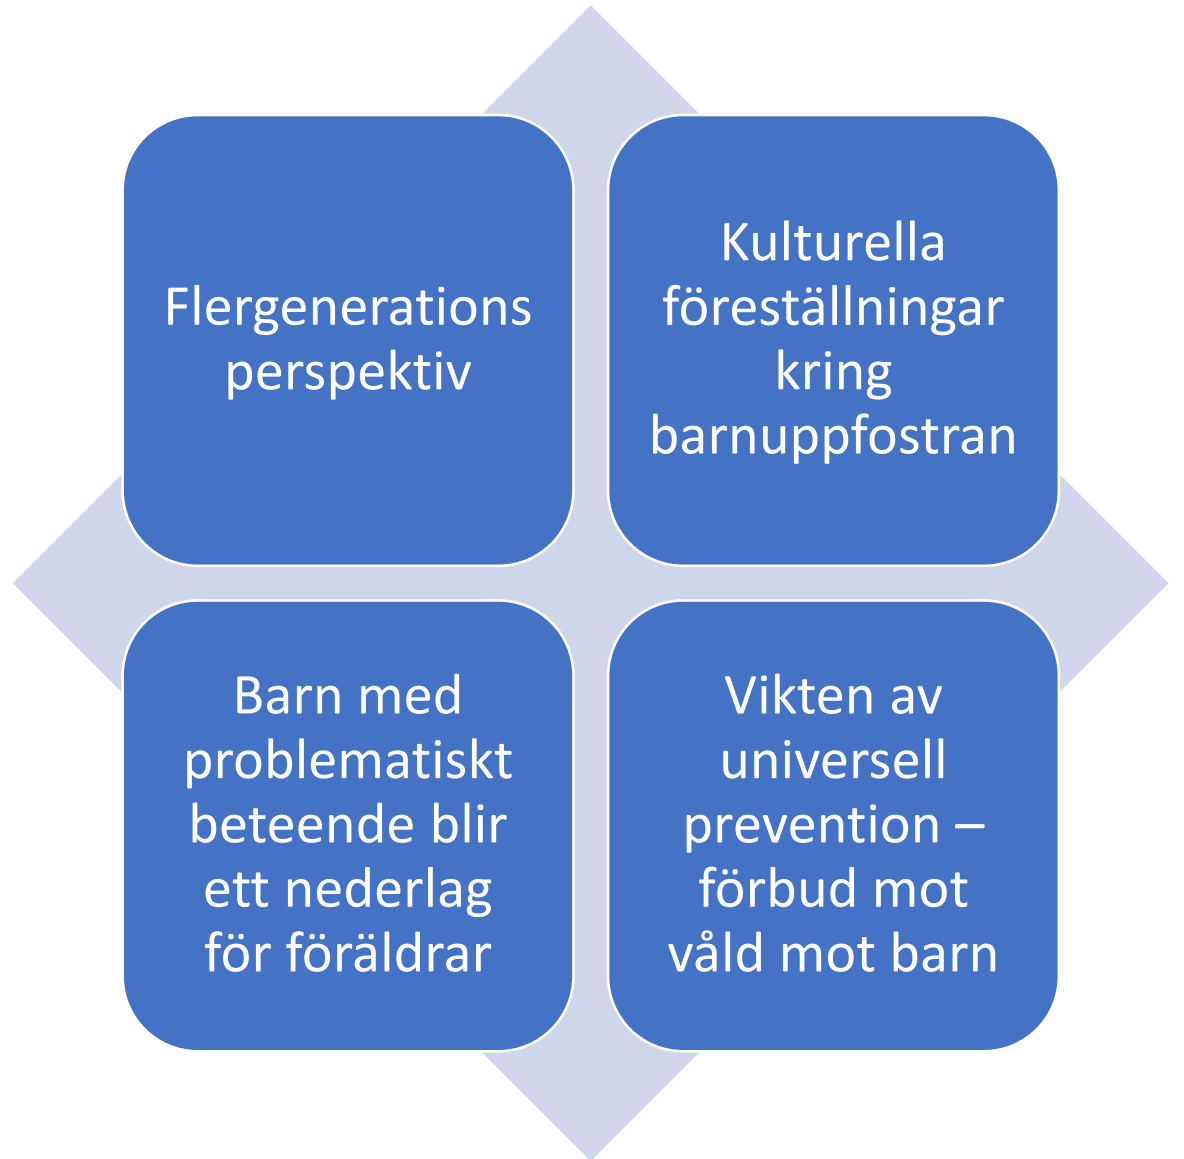 Flergenerations
perspektiv
Kulturella
föreställningar
kring
barnuppfostran
Barn med
problematiskt
beteende blir
ett nederlag
för föräldrar
Vikten av
universell
prevention –
förbud mot
våld mot barn